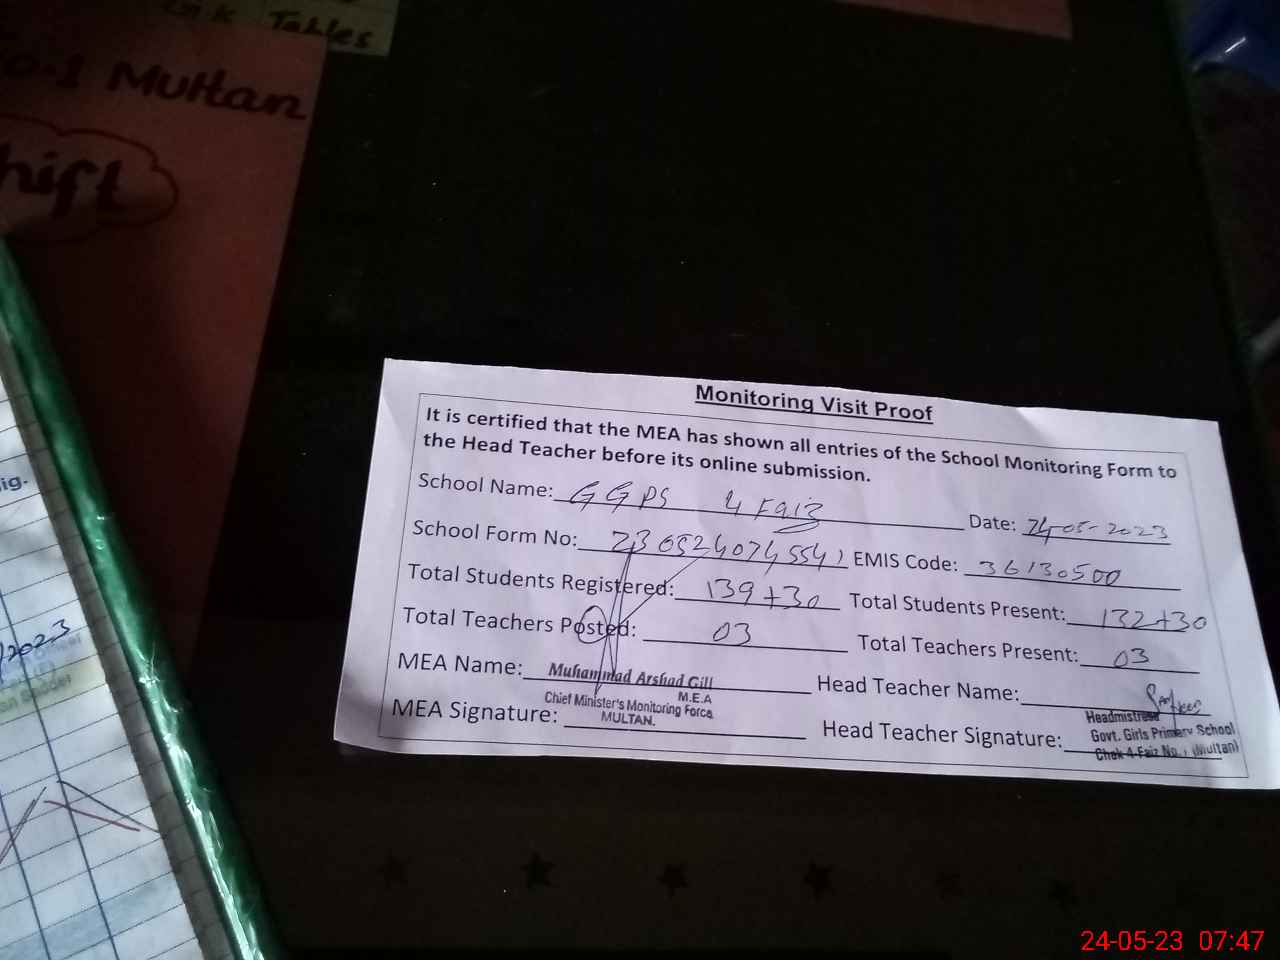 Tables
0-1 Multan
hift
ig.
/2023
Monitoring Visit Proof
It is certified that the MEA has shown all entries of the School Monitoring Form to
the Head Teacher before its online submission.
School Name: GGPS 4 Faiz Date: 24-05-2023
School Form No: EMIS Code: 36130500
Total Students Registered: 139+30 Total Students Present: 132+30
Total Teachers Posted: 03 Total Teachers Present: 03
MEA Name: Muhammad Arshad Gill Head Teacher Name:
M.E.A
Chief Minister's Monitoring Force
MULTAN.
MEA Signature: Head Teacher Signature:
Headmistress
Govt. Girls Primary School
Chak 4-Faiz No.1 (Multan)
24-05-23 07:47